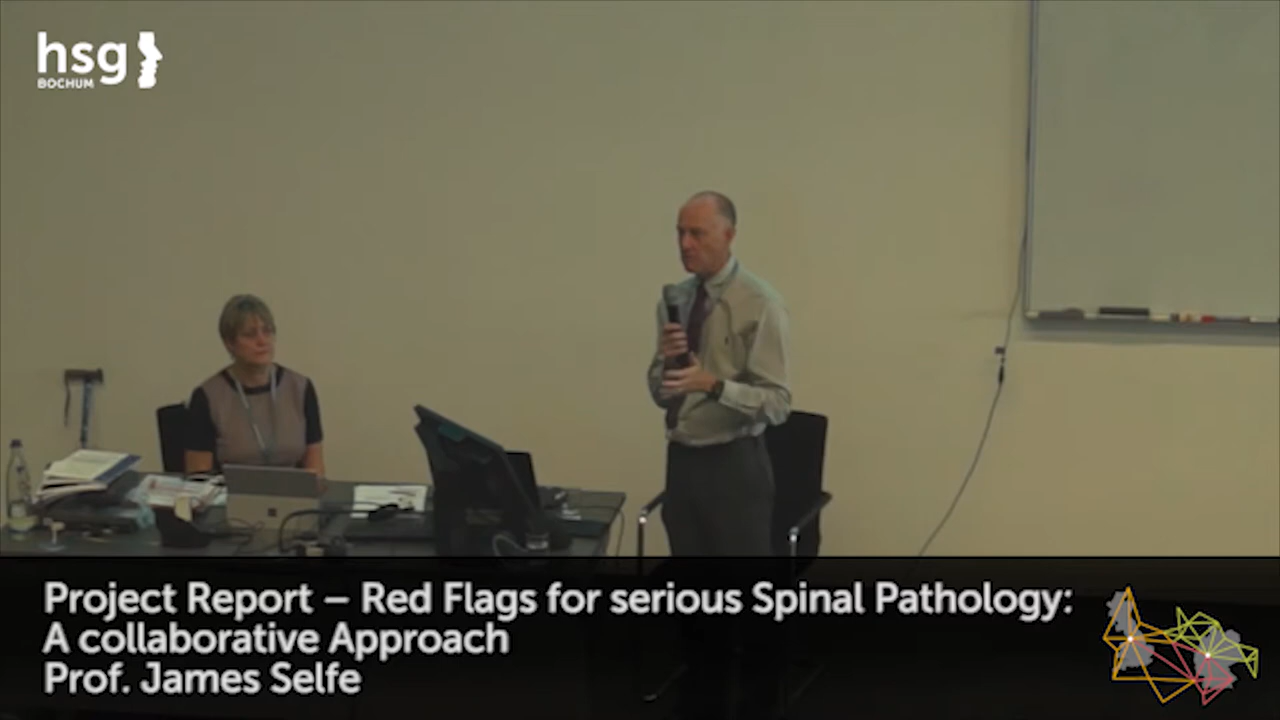 hsg
BOCHUM
Project Report – Red Flags for serious Spinal Pathology:
A collaborative Approach
Prof. James Selfe